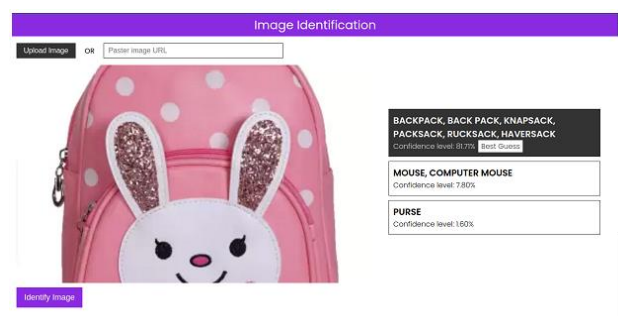 Image Identification
Upload Image OR Paster image URL
BACKPACK, BACK PACK, KNAPSACK,
PACKSACK, RUCKSACK, HAVERSACK
Confidence level: 81.71% Best Guess
MOUSE, COMPUTER MOUSE
Confidence level: 7.80%
PURSE
Confidence level: 1.60%
Identify Image